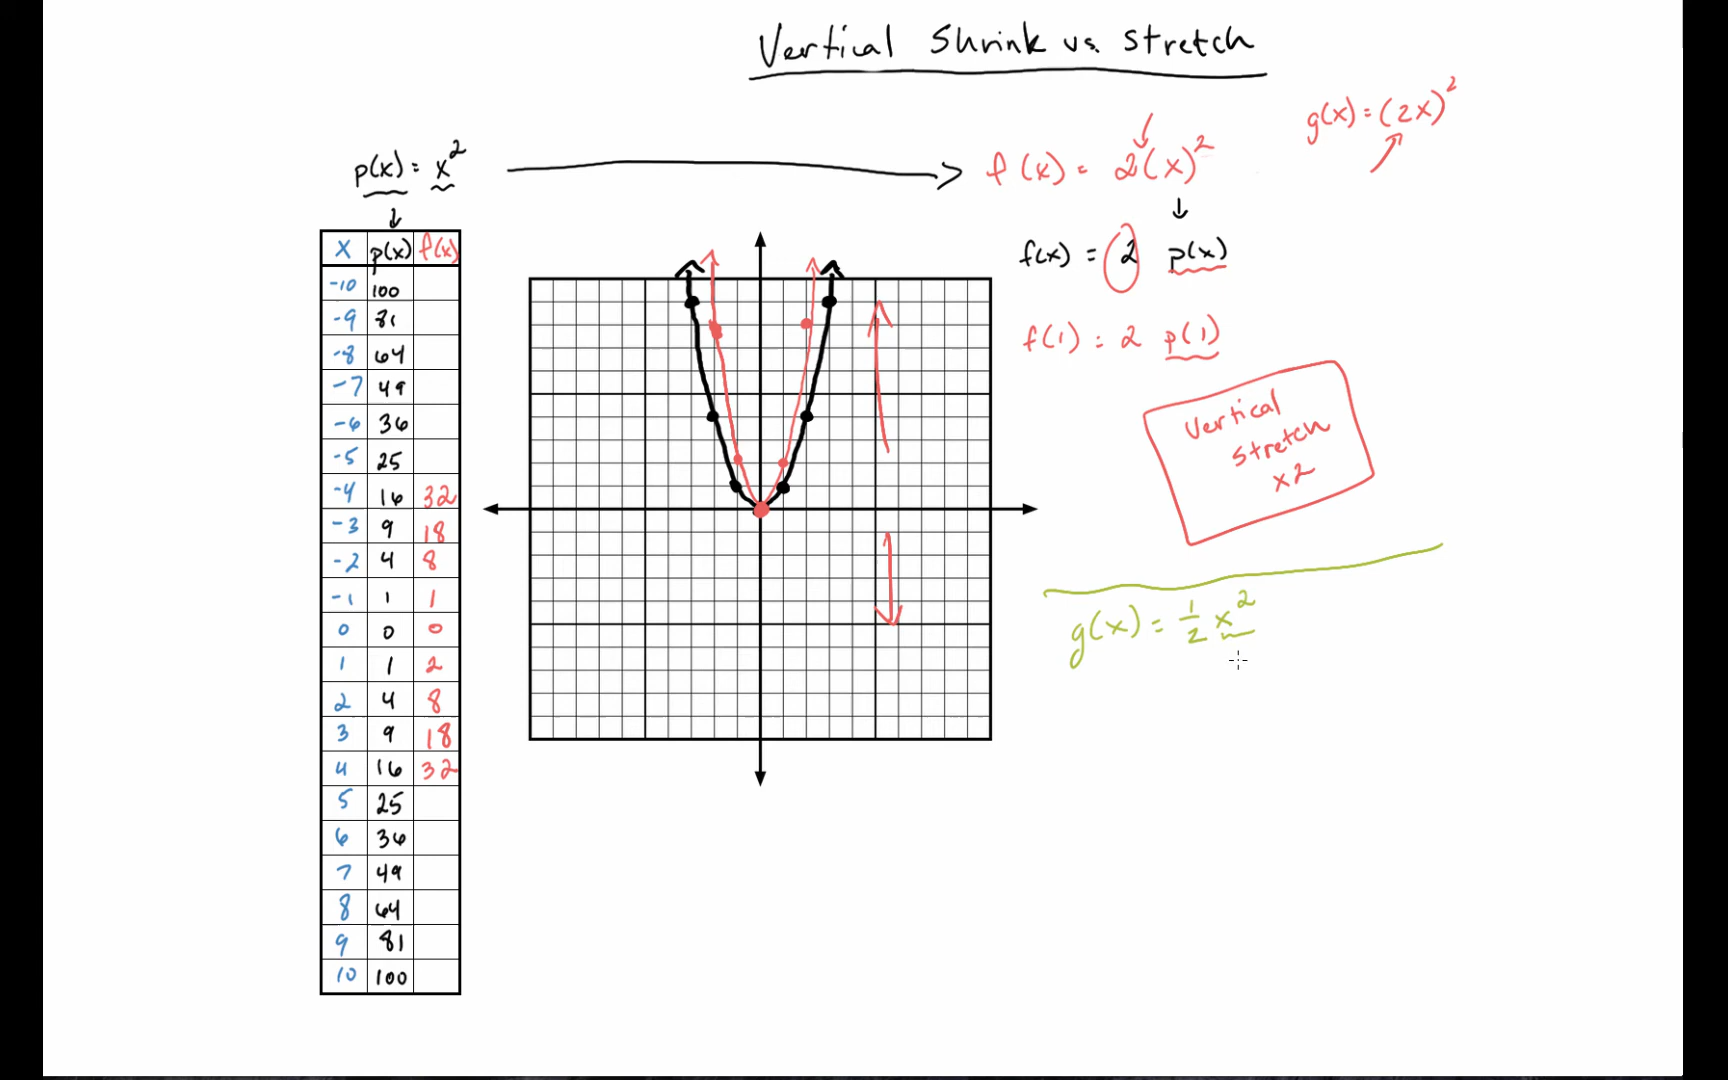 Vertical Shrink vs. Stretch
g(x) = (2x)²
p(x) = x²
f(x) = 2(x)²
f(x) = 2 p(x)
f(1) = 2 p(1)
Vertical
Stretch
x2
g(x) = 1/2 x²
x p(x) f(x)
-10 100
-9 81
-8 64
-7 49
-6 36
-5 25
-4 16 32
-3 9 18
-2 4 8
-1 1 1
0 0 0
1 1 2
2 4 8
3 9 18
4 16 32
5 25
6 36
7 49
8 64
9 81
10 100